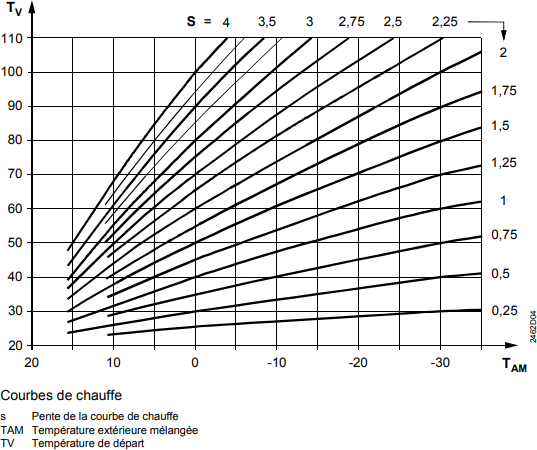 TV
S = 4 3,5 3 2,75 2,5 2,25
110
2
100
1,75
90
1,5
80
1,25
70
1
60
0,75
50
0,5
40
0,25
30
20
20 10 0 -10 -20 -30 TAM
2462D04
Courbes de chauffe
s Pente de la courbe de chauffe
TAM Température extérieure mélangée
TV Température de départ